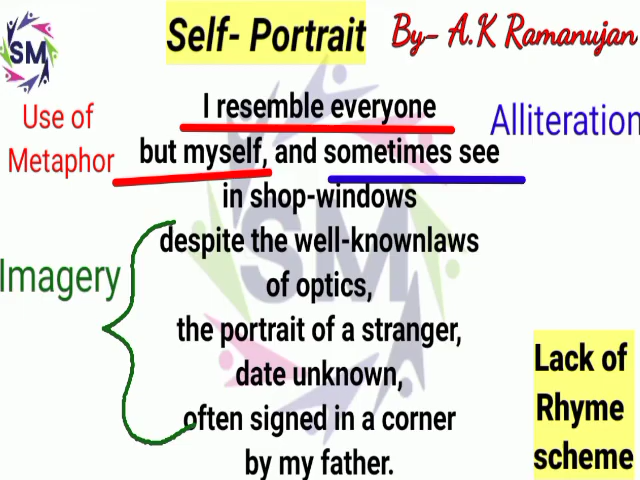 SM
Self- Portrait
By- A.K Ramanujan
Use of
Metaphor
Alliteration
I resemble everyone
but myself, and sometimes see
in shop-windows
despite the well-knownlaws
of optics,
the portrait of a stranger,
date unknown,
often signed in a corner
by my father.
Imagery
Lack of
Rhyme
scheme
SM